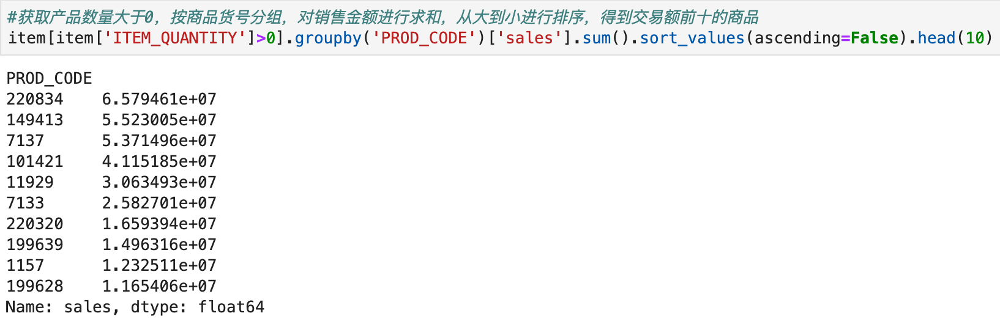 #获取产品数量大于0，按商品货号分组，对销售金额进行求和，从大到小进行排序，得到交易额前十的商品
item[item['ITEM_QUANTITY']>0].groupby('PROD_CODE')['sales'].sum().sort_values(ascending=False).head(10)
PROD_CODE
220834    6.579461e+07
149413    5.523005e+07
7137      5.371496e+07
101421    4.115185e+07
11929     3.063493e+07
7133      2.582701e+07
220320    1.659394e+07
199639    1.496316e+07
1157      1.232511e+07
199628    1.165406e+07
Name: sales, dtype: float64